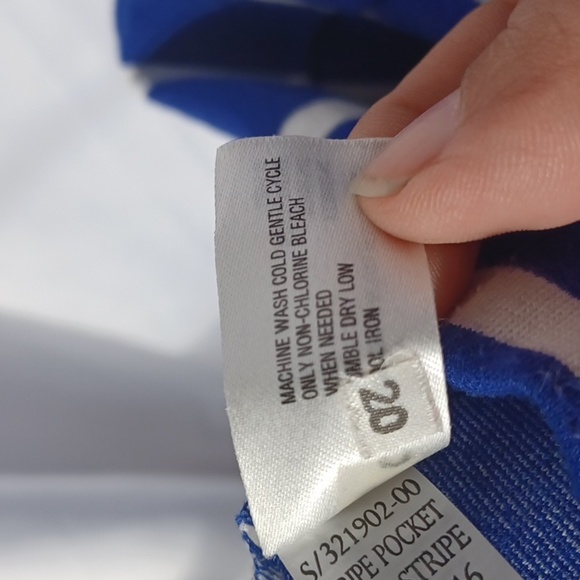 MACHINE WASH COLD GENTLE CYCLE
ONLY NON-CHLORINE BLEACH
WHEN NEEDED
DRY LOW
IRON
20
S/321902-00
POCKET
STRIPE
6